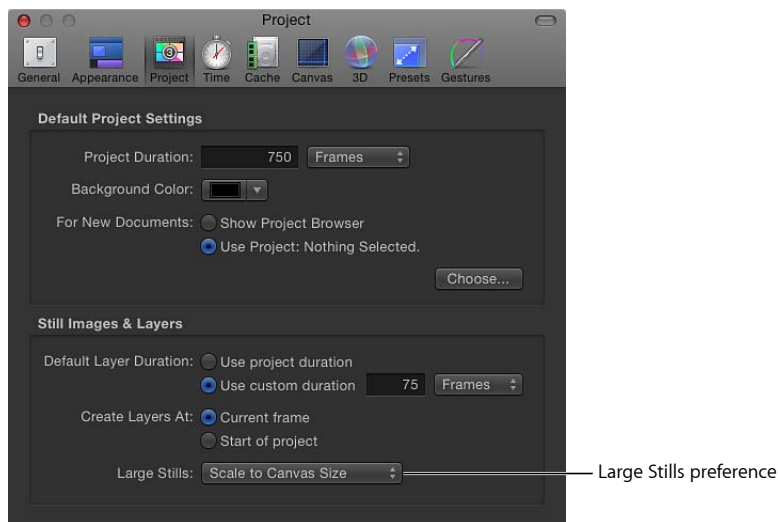 Project
General Appearance Project Time Cache Canvas 3D Presets Gestures
Default Project Settings
Project Duration: 750 Frames
Background Color:
For New Documents: Show Project Browser
Use Project: Nothing Selected.
Choose...
Still Images & Layers
Default Layer Duration: Use project duration
Use custom duration 75 Frames
Create Layers At: Current frame
Start of project
Large Stills: Scale to Canvas Size
Large Stills preference